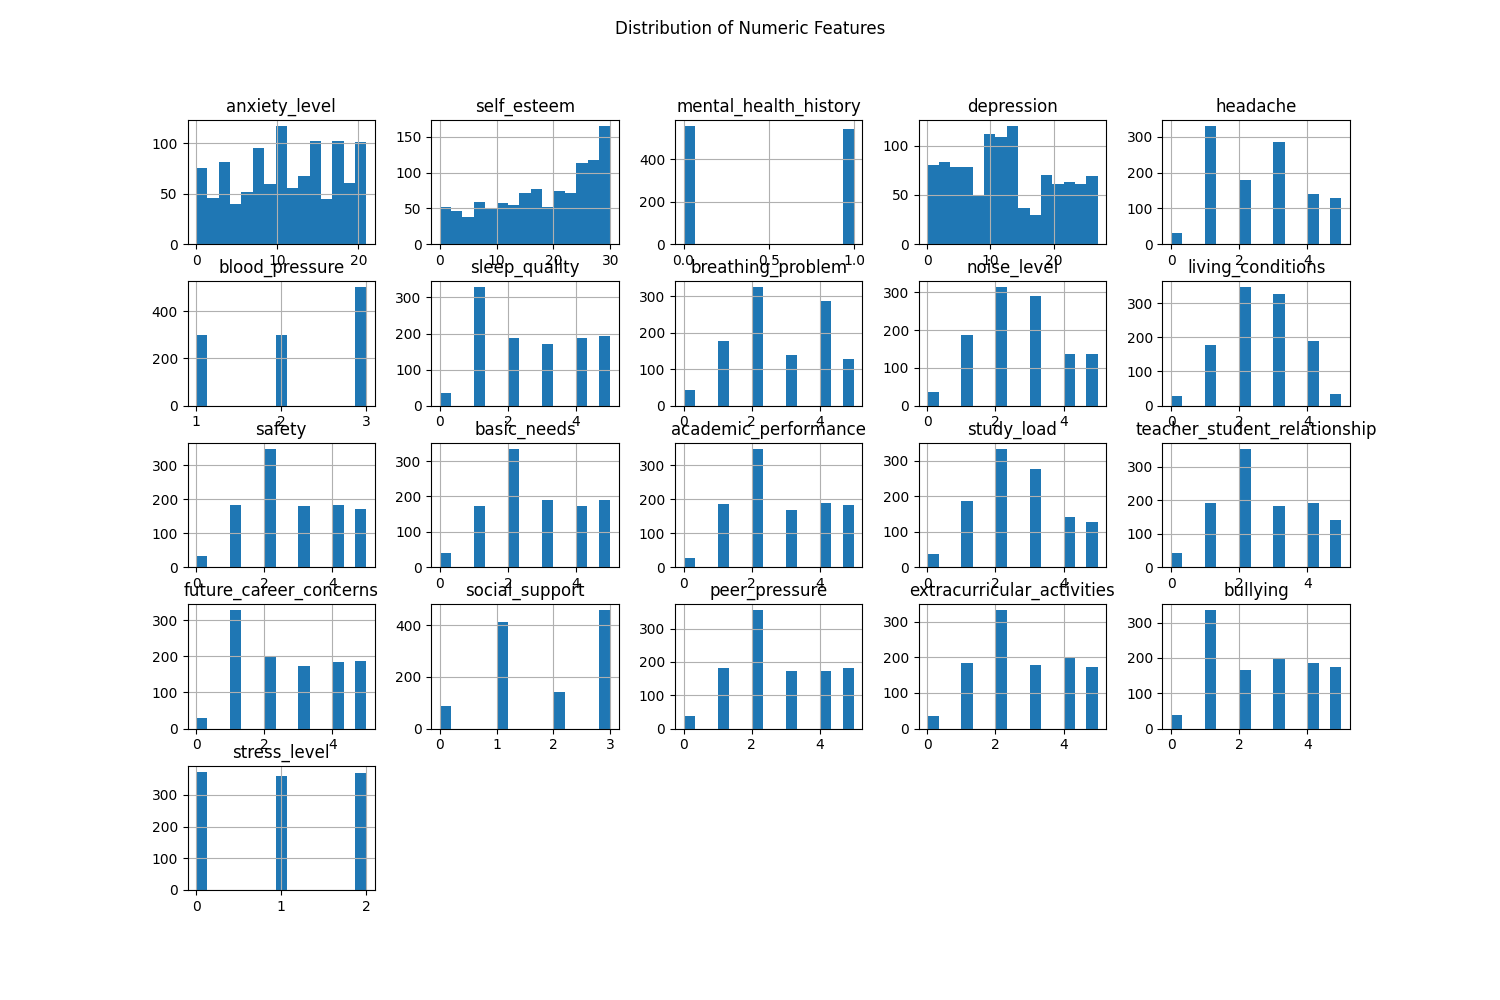 Distribution of Numeric Features
anxiety_level self_esteem mental_health_history depression headache
100 50 0 0 10 20
150 100 50 0 0 10 20 30
400 200 0 0.0 0.5 1.0
100 50 0 0 10 20
300 200 100 0 0 2 4
blood_pressure sleep_quality breathing_problem noise_level living_conditions
400 200 0 1 2 3
300 200 100 0 0 2 4
300 200 100 0 0 2 4
300 200 100 0 0 2 4
300 200 100 0 0 2 4
safety basic_needs academic_performance study_load teacher_student_relationship
300 200 100 0 0 2 4
300 200 100 0 0 2 4
300 200 100 0 0 2 4
300 200 100 0 0 2 4
300 200 100 0 0 2 4
future_career_concerns social_support peer_pressure extracurricular_activities bullying
300 200 100 0 0 2 4
400 200 0 0 1 2 3
300 200 100 0 0 2 4
300 200 100 0 0 2 4
300 200 100 0 0 2 4
stress_level
300 200 100 0 0 1 2